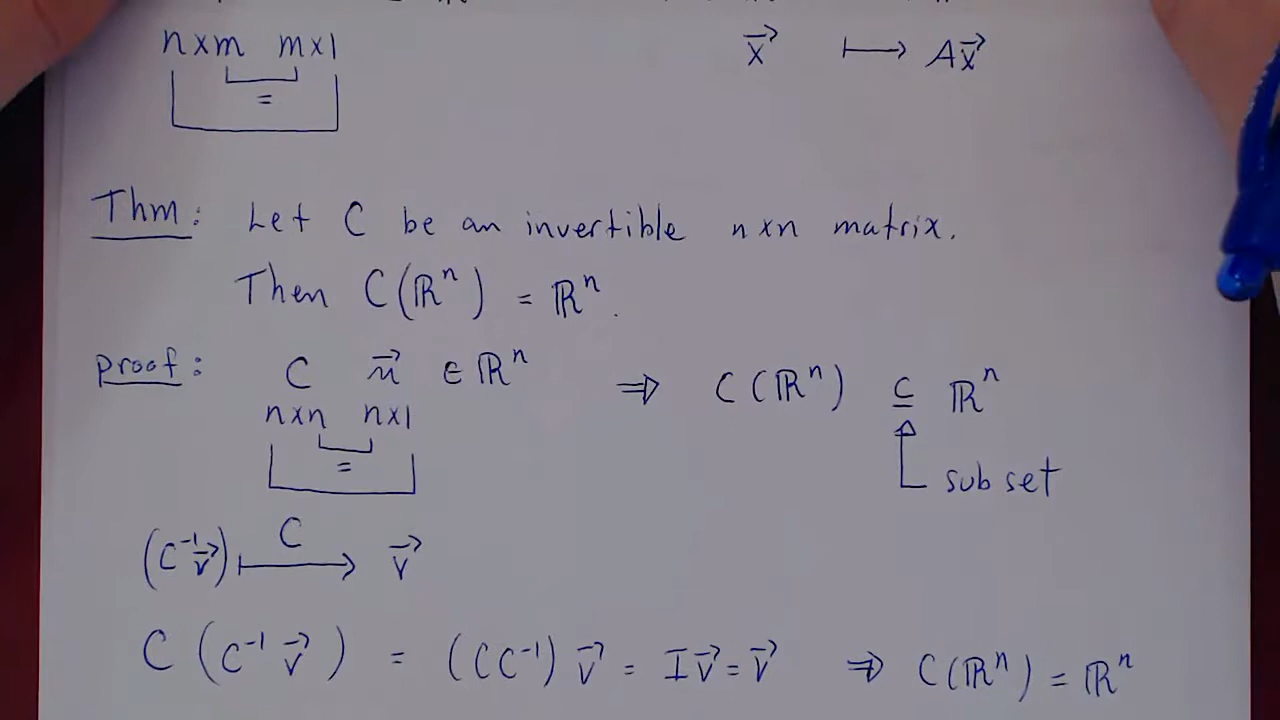 n×m m×1
=
x⃗ ↦ Ax⃗
Thm: Let C be an invertible n×n matrix.
Then C(ℝⁿ) = ℝⁿ.
proof: C u⃗ ∈ ℝⁿ ⇒ C(ℝⁿ) ⊆ ℝⁿ
n×n n×1
=
subset
(C⁻¹v⃗) ↦ v⃗
C
C(C⁻¹v⃗) = (CC⁻¹)v⃗ = Iv⃗ = v⃗ ⇒ C(ℝⁿ) = ℝⁿ